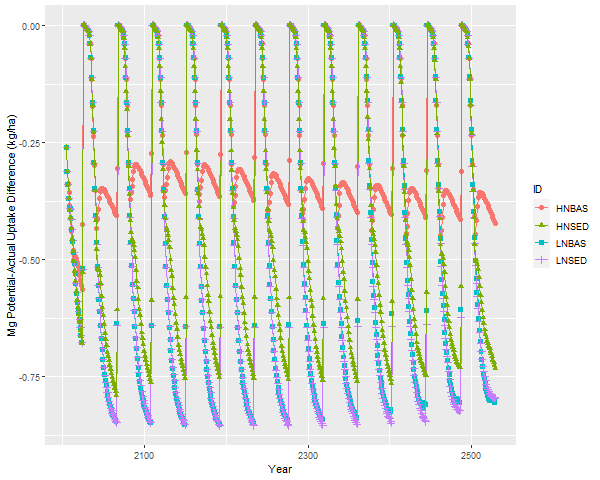 0.00
-0.25
-0.50
-0.75
Mg Potential-Actual Uptake Difference (kg/ha)
2100
2300
2500
Year
ID
HNBAS
HNSED
LNBAS
LNSED